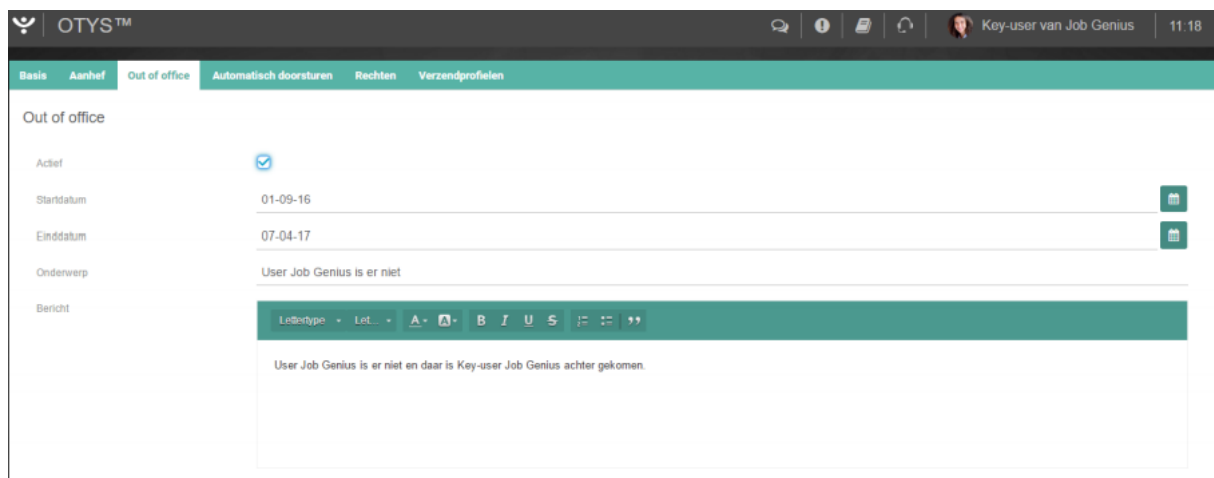 OTYS™ Key-user van Job Genius 11:18
Basis Aanhef Out of office Automatisch doorsturen Rechten Verzendprofielen
Out of office
Actief
Startdatum 01-09-16
Einddatum 07-04-17
Onderwerp User Job Genius is er niet
Bericht
Lettertype Let... A A B I U S
User Job Genius is er niet en daar is Key-user Job Genius achter gekomen.